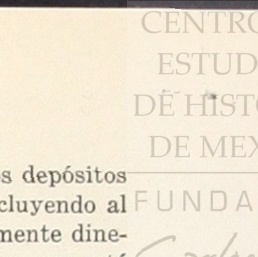 CENTRO
ESTUD
DE HISTO
DE MEX
FUNDA
s depósitos
cluyendo al
mente dine-